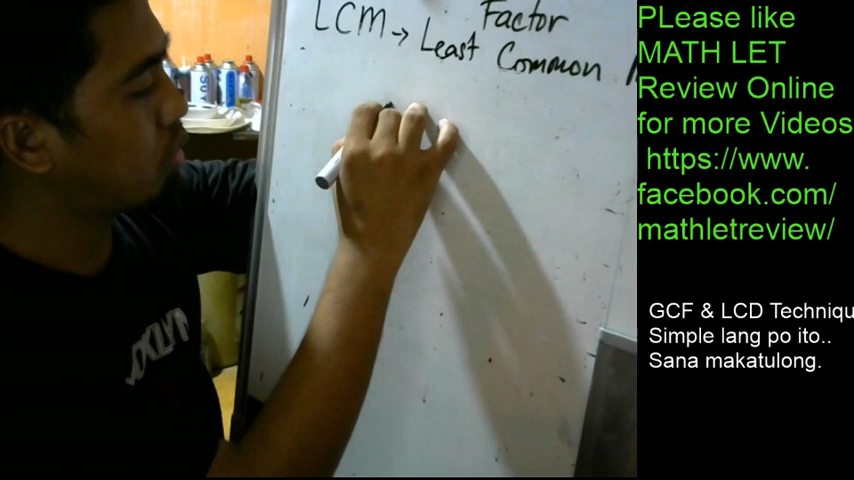 Factor
LCM → Least Common
PLease like
MATH LET
Review Online
for more Videos
https://www.
facebook.com/
mathletreview/
GCF & LCD Techniqu
Simple lang po ito..
Sana makatulong.